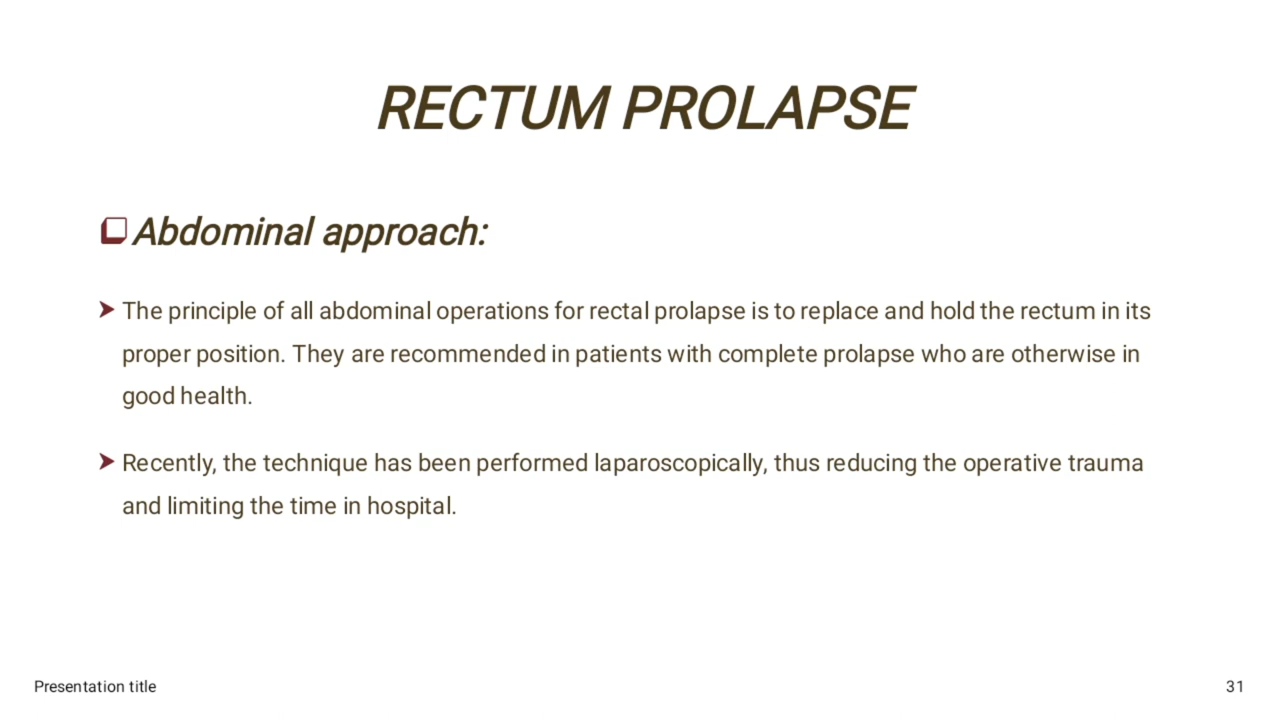 RECTUM PROLAPSE
Abdominal approach:
The principle of all abdominal operations for rectal prolapse is to replace and hold the rectum in its
proper position. They are recommended in patients with complete prolapse who are otherwise in
good health.
Recently, the technique has been performed laparoscopically, thus reducing the operative trauma
and limiting the time in hospital.
Presentation title
31